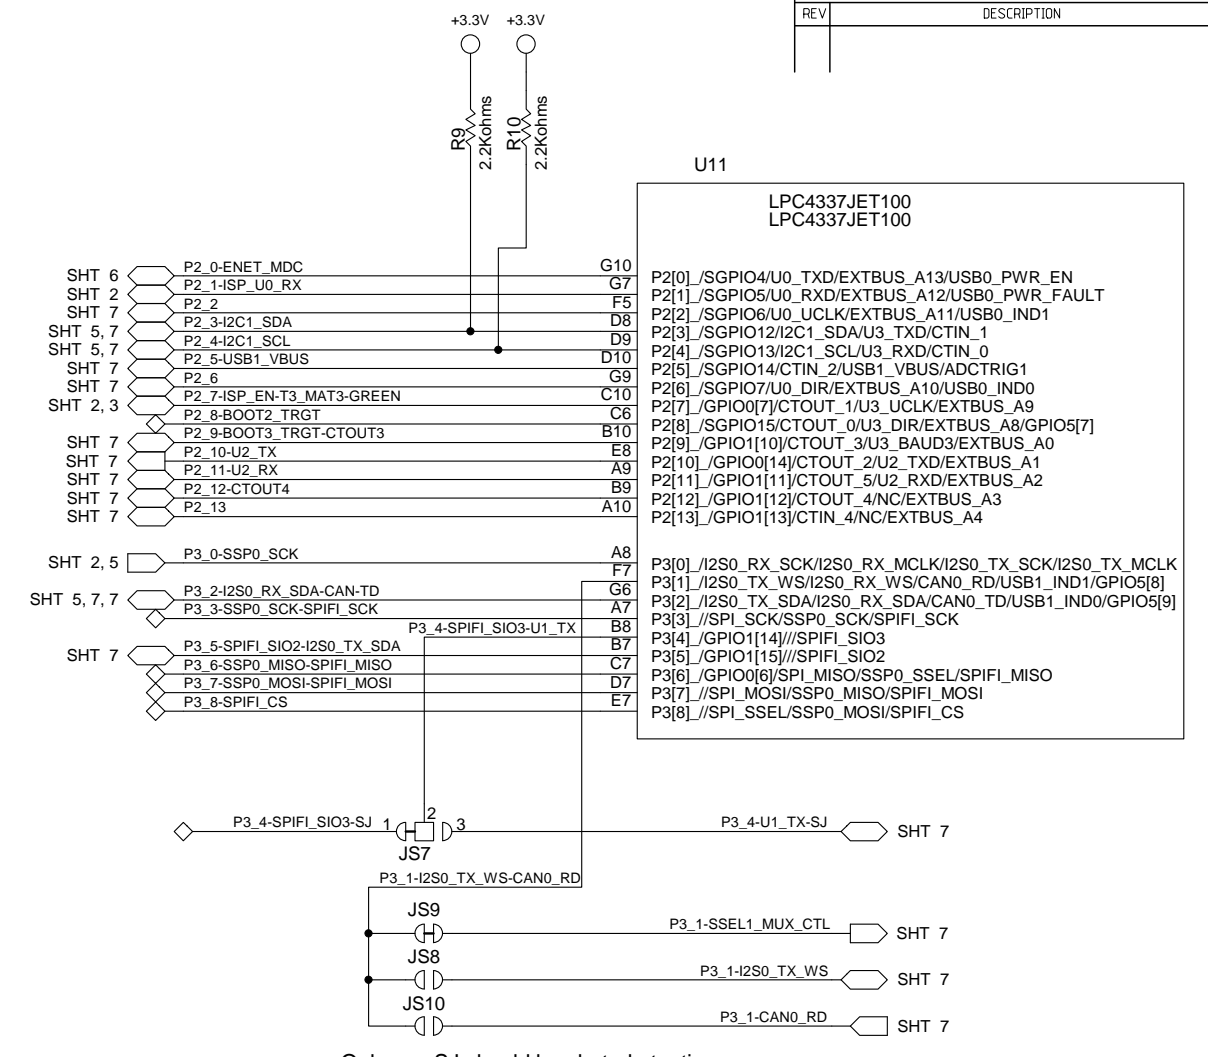 REV DESCRIPTION
+3.3V +3.3V
R9 2.2Kohms R10 2.2Kohms
U11
LPC4337JET100
LPC4337JET100
SHT 6 P2_0-ENET_MDC G10 P2[0]_/SGPIO4/U0_TXD/EXTBUS_A13/USB0_PWR_EN
SHT 2 P2_1-ISP_U0_RX G7 P2[1]_/SGPIO5/U0_RXD/EXTBUS_A12/USB0_PWR_FAULT
SHT 7 P2_2 F5 P2[2]_/SGPIO6/U0_UCLK/EXTBUS_A11/USB0_IND1
SHT 5, 7 P2_3-I2C1_SDA D8 P2[3]_/SGPIO12/I2C1_SDA/U3_TXD/CTIN_1
SHT 5, 7 P2_4-I2C1_SCL D9 P2[4]_/SGPIO13/I2C1_SCL/U3_RXD/CTIN_0
SHT 7 P2_5-USB1_VBUS D10 P2[5]_/SGPIO14/CTIN_2/USB1_VBUS/ADCTRIG1
SHT 7 P2_6 G9 P2[6]_/SGPIO7/U0_DIR/EXTBUS_A10/USB0_IND0
SHT 2, 3 P2_7-ISP_EN-T3_MAT3-GREEN C10 P2[7]_/GPIO0[7]/CTOUT_1/U3_UCLK/EXTBUS_A9
P2_8-BOOT2_TRGT C6 P2[8]_/SGPIO15/CTOUT_0/U3_DIR/EXTBUS_A8/GPIO5[7]
SHT 7 P2_9-BOOT3_TRGT-CTOUT3 B10 P2[9]_/GPIO1[10]/CTOUT_3/U3_BAUD3/EXTBUS_A0
SHT 7 P2_10-U2_TX E8 P2[10]_/GPIO0[14]/CTOUT_2/U2_TXD/EXTBUS_A1
SHT 7 P2_11-U2_RX A9 P2[11]_/GPIO1[11]/CTOUT_5/U2_RXD/EXTBUS_A2
SHT 7 P2_12-CTOUT4 B9 P2[12]_/GPIO1[12]/CTOUT_4/NC/EXTBUS_A3
SHT 7 P2_13 A10 P2[13]_/GPIO1[13]/CTIN_4/NC/EXTBUS_A4
SHT 2, 5 P3_0-SSP0_SCK A8 P3[0]_/I2S0_RX_SCK/I2S0_RX_MCLK/I2S0_TX_SCK/I2S0_TX_MCLK
F7 P3[1]_/I2S0_TX_WS/I2S0_RX_WS/CAN0_RD/USB1_IND1/GPIO5[8]
SHT 5, 7, 7 P3_2-I2S0_RX_SDA-CAN-TD G6 P3[2]_/I2S0_TX_SDA/I2S0_RX_SDA/CAN0_TD/USB1_IND0/GPIO5[9]
P3_3-SSP0_SCK-SPIFI_SCK A7 P3[3]_//SPI_SCK/SSP0_SCK/SPIFI_SCK
P3_4-SPIFI_SIO3-U1_TX B8 P3[4]_/GPIO1[14]///SPIFI_SIO3
SHT 7 P3_5-SPIFI_SIO2-I2S0_TX_SDA B7 P3[5]_/GPIO1[15]///SPIFI_SIO2
P3_6-SSP0_MISO-SPIFI_MISO C7 P3[6]_/GPIO0[6]/SPI_MISO/SSP0_SSEL/SPIFI_MISO
P3_7-SSP0_MOSI-SPIFI_MOSI D7 P3[7]_//SPI_MOSI/SSP0_MISO/SPIFI_MOSI
P3_8-SPIFI_CS E7 P3[8]_//SPI_SSEL/SSP0_MOSI/SPIFI_CS
P3_4-SPIFI_SIO3-SJ 1 2 3 P3_4-U1_TX-SJ SHT 7
JS7
P3_1-I2S0_TX_WS-CAN0_RD
JS9 P3_1-SSEL1_MUX_CTL SHT 7
JS8 P3_1-I2S0_TX_WS SHT 7
JS10 P3_1-CAN0_RD SHT 7